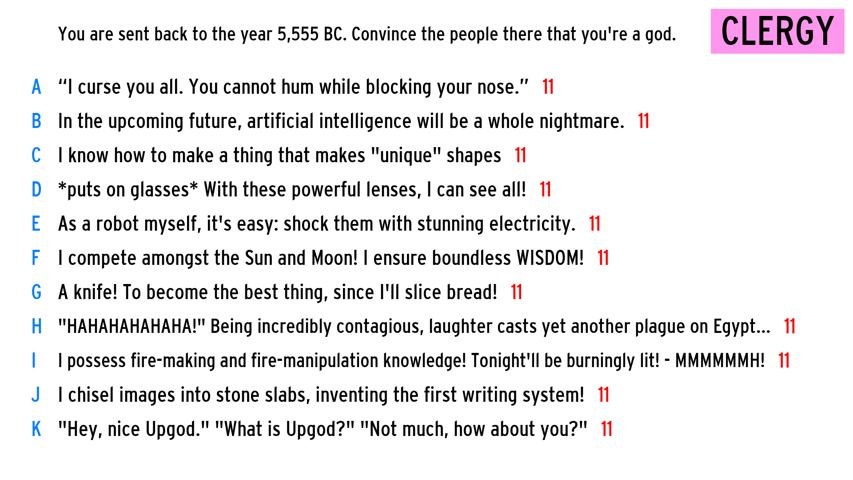 You are sent back to the year 5,555 BC. Convince the people there that you're a god.
CLERGY
A “I curse you all. You cannot hum while blocking your nose.” 11
B In the upcoming future, artificial intelligence will be a whole nightmare. 11
C I know how to make a thing that makes "unique" shapes 11
D *puts on glasses* With these powerful lenses, I can see all! 11
E As a robot myself, it's easy: shock them with stunning electricity. 11
F I compete amongst the Sun and Moon! I ensure boundless WISDOM! 11
G A knife! To become the best thing, since I'll slice bread! 11
H "HAHAHAHAHAHA!" Being incredibly contagious, laughter casts yet another plague on Egypt... 11
I I possess fire-making and fire-manipulation knowledge! Tonight'll be burningly lit! - MMMMMMH! 11
J I chisel images into stone slabs, inventing the first writing system! 11
K "Hey, nice Upgod." "What is Upgod?" "Not much, how about you?" 11